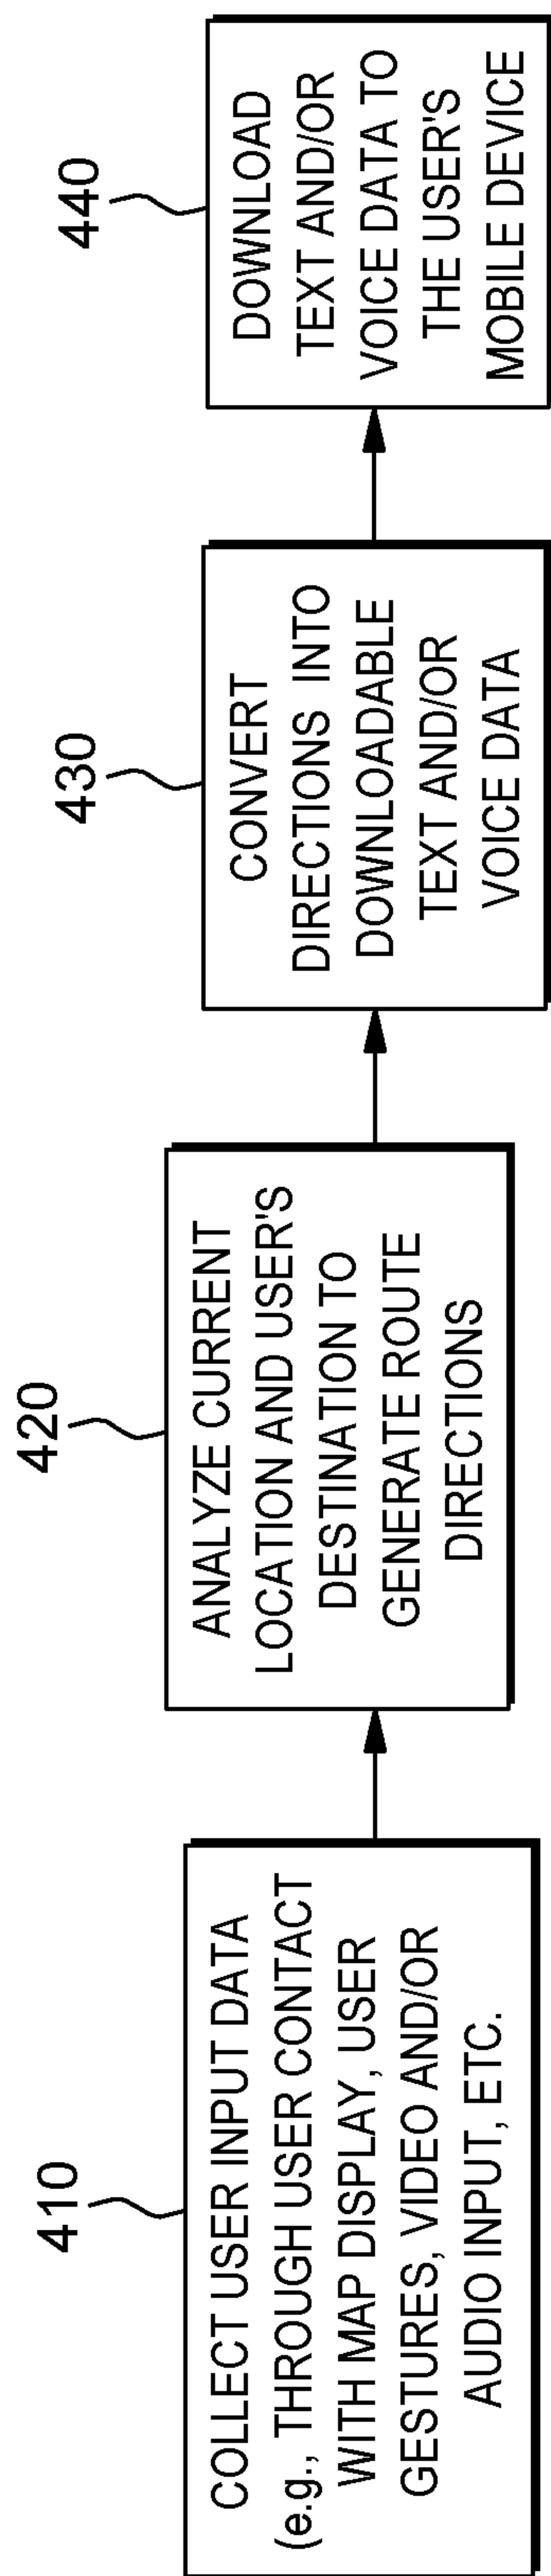 410
COLLECT USER INPUT DATA
(e.g., THROUGH USER CONTACT
WITH MAP DISPLAY, USER
GESTURES, VIDEO AND/OR
AUDIO INPUT, ETC.
420
ANALYZE CURRENT
LOCATION AND USER'S
DESTINATION TO
GENERATE ROUTE
DIRECTIONS
430
CONVERT
DIRECTIONS INTO
DOWNLOADABLE
TEXT AND/OR
VOICE DATA
440
DOWNLOAD
TEXT AND/OR
VOICE DATA TO
THE USER'S
MOBILE DEVICE